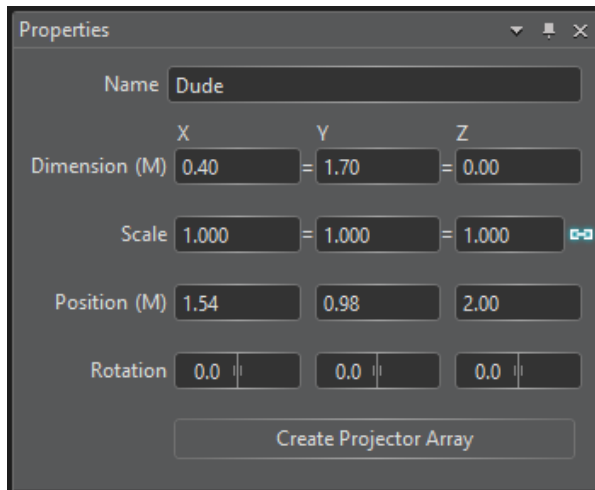 Properties
Name Dude
X Y Z
Dimension (M) 0.40 = 1.70 = 0.00
Scale 1.000 = 1.000 = 1.000
Position (M) 1.54 0.98 2.00
Rotation 0.0 0.0 0.0
Create Projector Array